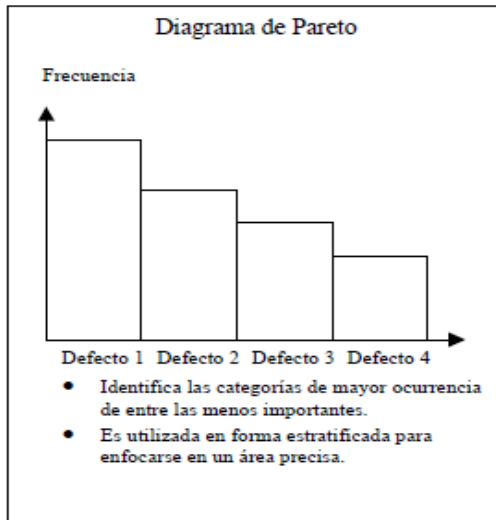 Diagrama de Pareto
Frecuencia
Defecto 1 Defecto 2 Defecto 3 Defecto 4
• Identifica las categorías de mayor ocurrencia
de entre las menos importantes.
• Es utilizada en forma estratificada para
enfocarse en un área precisa.